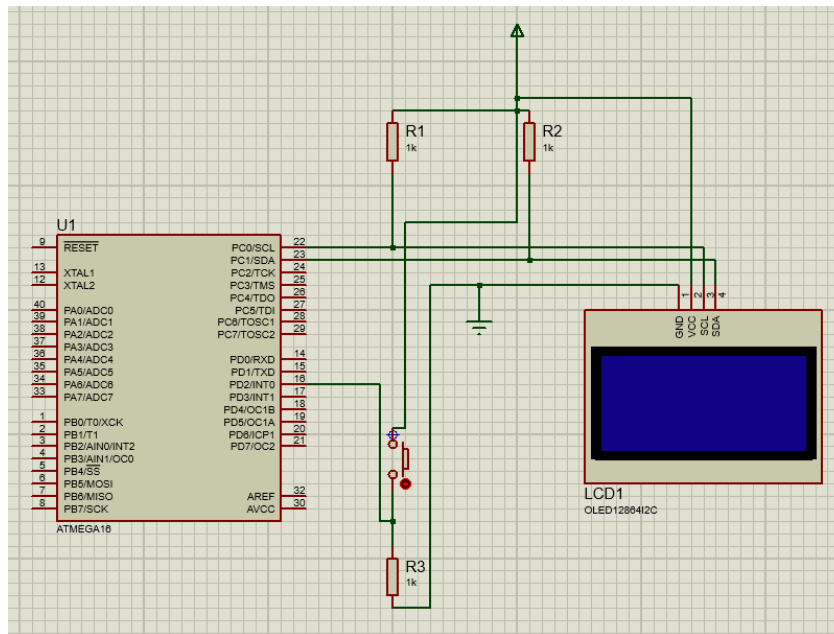 R1
1k
R2
1k
U1
9 RESET
13 XTAL1
12 XTAL2
40 PA0/ADC0
39 PA1/ADC1
38 PA2/ADC2
37 PA3/ADC3
36 PA4/ADC4
35 PA5/ADC5
34 PA6/ADC6
33 PA7/ADC7
1 PB0/T0/XCK
2 PB1/T1
3 PB2/AIN0/INT2
4 PB3/AIN1/OC0
5 PB4/SS
6 PB5/MOSI
7 PB6/MISO
8 PB7/SCK
PC0/SCL 22
PC1/SDA 23
PC2/TCK 24
PC3/TMS 25
PC4/TDO 26
PC5/TDI 27
PC6/TOSC1 28
PC7/TOSC2 29
PD0/RXD 14
PD1/TXD 15
PD2/INT0 16
PD3/INT1 17
PD4/OC1B 18
PD5/OC1A 19
PD6/ICP1 20
PD7/OC2 21
AREF 32
AVCC 30
ATMEGA16
1 2 3 4
GND
VCC
SCL
SDA
LCD1
OLED12864I2C
R3
1k